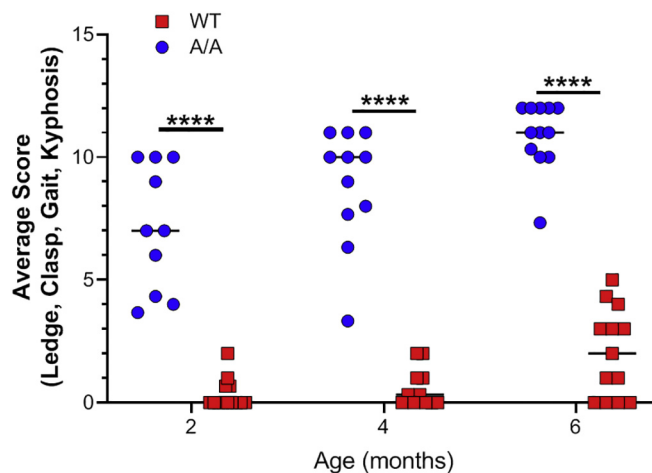 WT
A/A
15
10
5
0
****
****
****
2
4
6
Age (months)
Average Score
(Ledge, Clasp, Gait, Kyphosis)